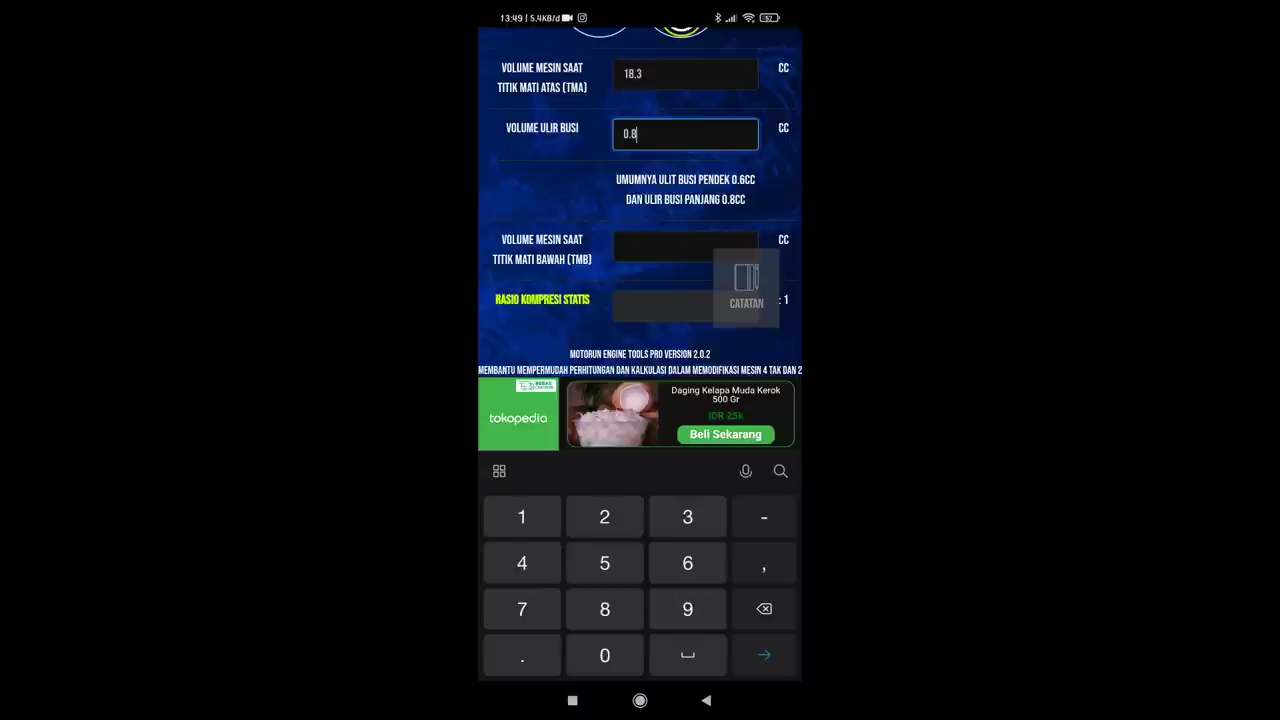 13:49 | 5.4KB/d
52
VOLUME MESIN SAAT
TITIK MATI ATAS (TMA)
18.3
CC
VOLUME ULIR BUSI
0.8
CC
UMUMNYA ULIT BUSI PENDEK 0.6CC
DAN ULIR BUSI PANJANG 0.8CC
VOLUME MESIN SAAT
TITIK MATI BAWAH (TMB)
CC
CATATAN
RASIO KOMPRESI STATIS
: 1
MOTORUN ENGINE TOOLS PRO VERSION 2.0.2
MEMBANTU MEMPERMUDAH PERHITUNGAN DAN KALKULASI DALAM MEMODIFIKASI MESIN 4 TAK DAN 2
BEBAS
tokopedia
Daging Kelapa Muda Kerok
500 Gr
IDR 25k
Beli Sekarang
1 2 3 -
4 5 6 ,
7 8 9
. 0